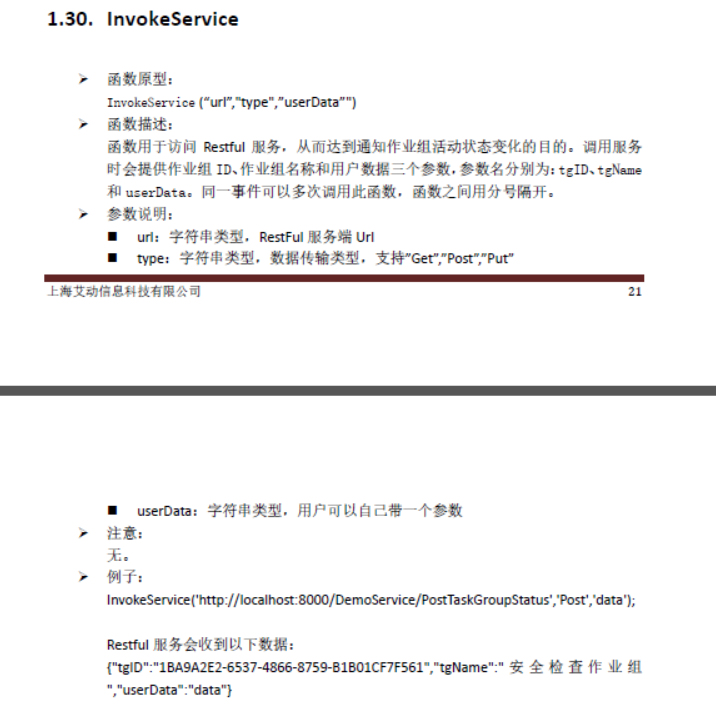 1.30. InvokeService
➢ 函数原型：
InvokeService (“url”,"type",”userData”")
➢ 函数描述：
函数用于访问 Restful 服务，从而达到通知作业组活动状态变化的目的。调用服务
时会提供作业组 ID、作业组名称和用户数据三个参数，参数名分别为：tgID、tgName
和 userData。同一事件可以多次调用此函数，函数之间用分号隔开。
➢ 参数说明：
■ url：字符串类型，RestFul 服务端 Url
■ type：字符串类型，数据传输类型，支持”Get”,”Post”,”Put”
上海艾动信息科技有限公司 21
■ userData：字符串类型，用户可以自己带一个参数
➢ 注意：
无。
➢ 例子：
InvokeService('http://localhost:8000/DemoService/PostTaskGroupStatus','Post','data');
Restful 服务会收到以下数据：
{"tgID":"1BA9A2E2-6537-4866-8759-B1B01CF7F561","tgName":" 安全检查作业组
","userData":"data"}